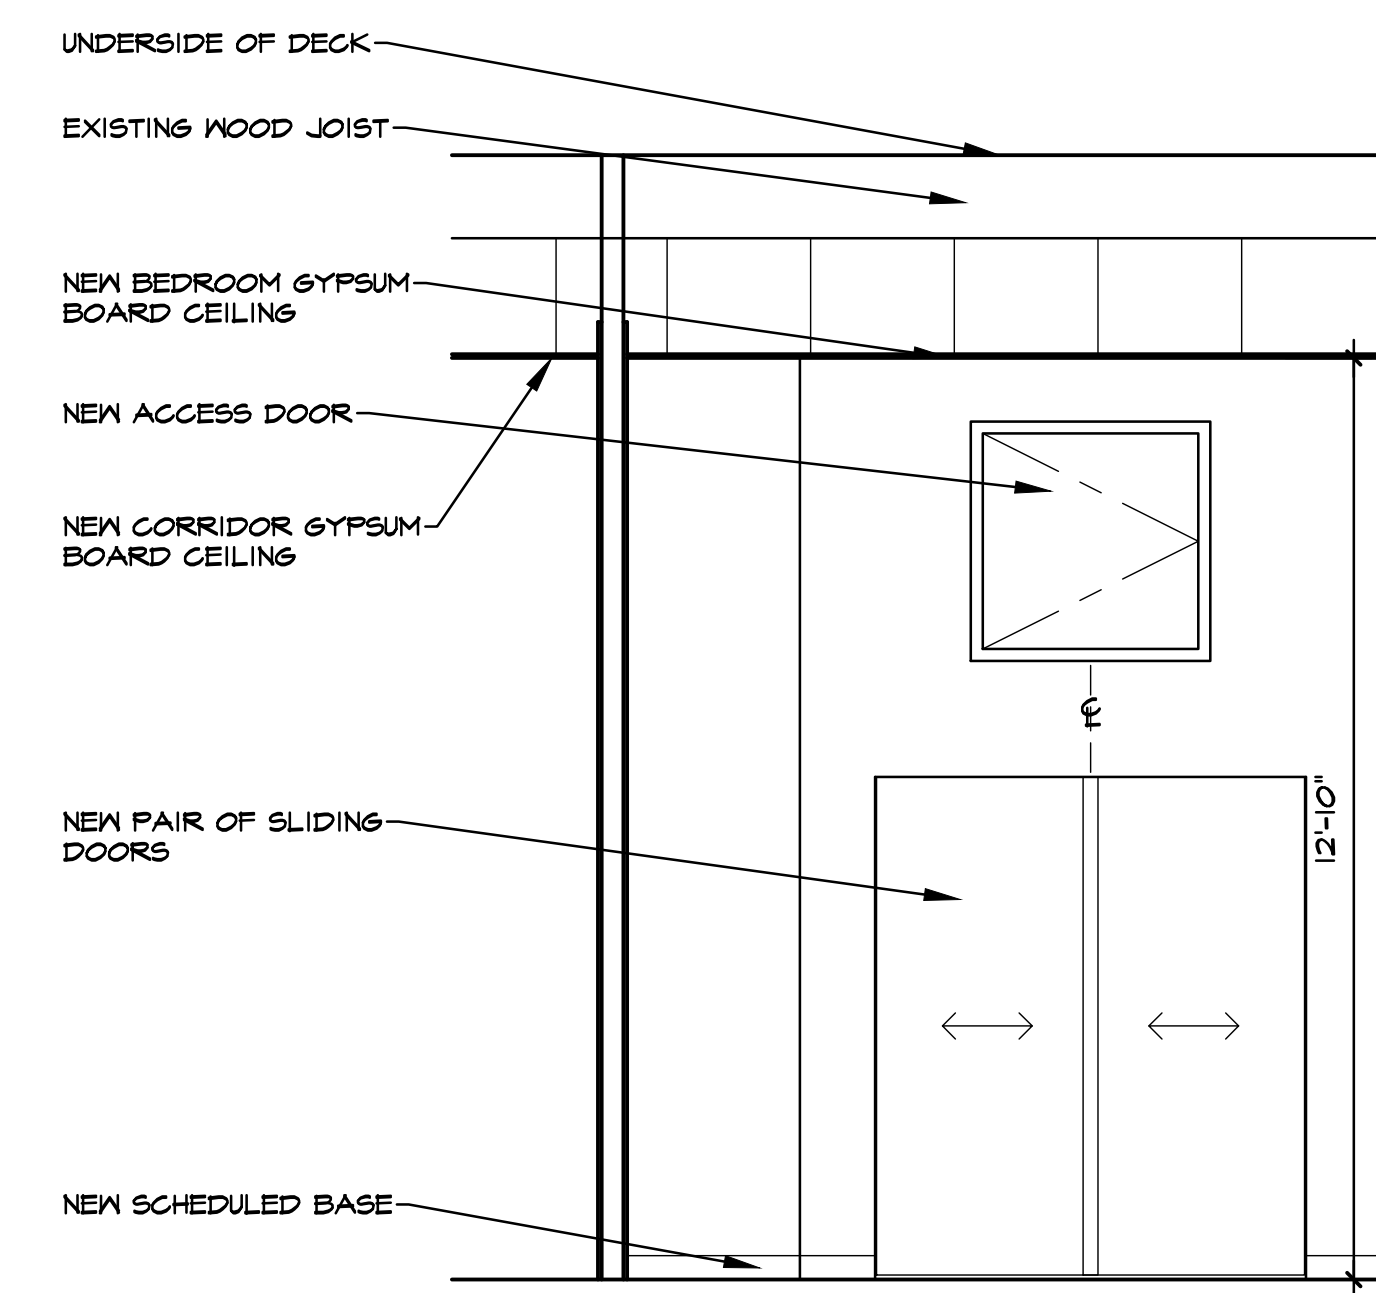 UNDERSIDE OF DECK
EXISTING WOOD JOIST
NEW BEDROOM GYPSUM
BOARD CEILING
NEW ACCESS DOOR
NEW CORRIDOR GYPSUM
BOARD CEILING
℄
NEW PAIR OF SLIDING
DOORS
12'-10"
NEW SCHEDULED BASE